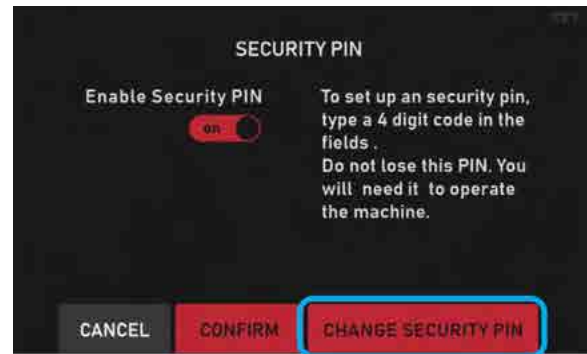 SECURITY PIN
Enable Security PIN
on
To set up an security pin,
type a 4 digit code in the
fields .
Do not lose this PIN. You
will need it to operate
the machine.
CANCEL
CONFIRM
CHANGE SECURITY PIN